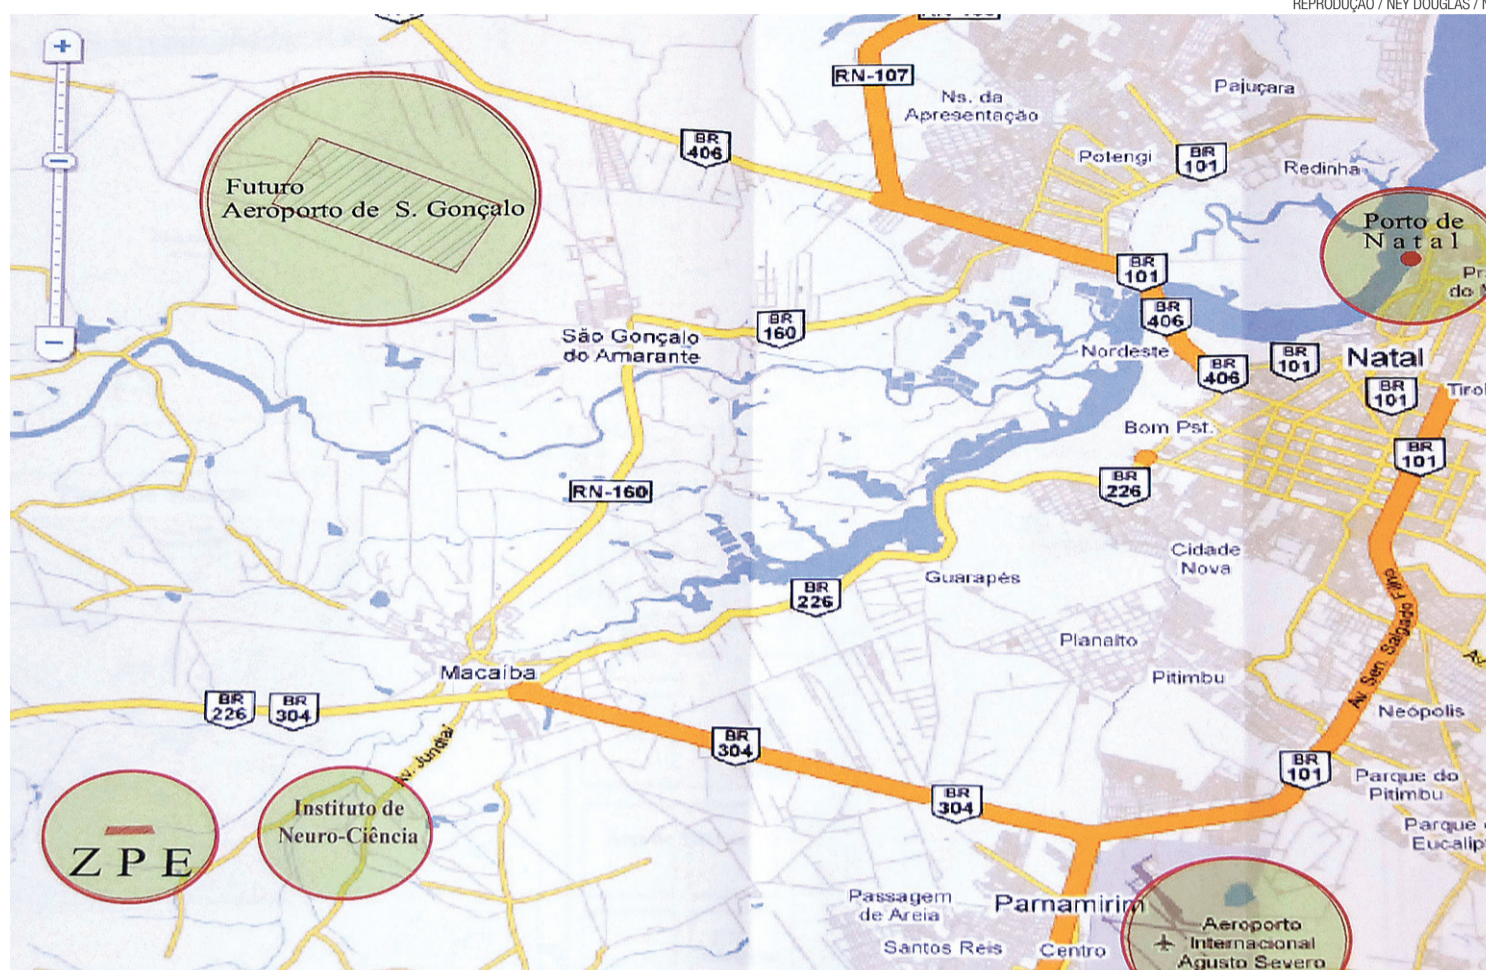 REPRODUÇÃO / NEY DOUGLAS / N
RN-107
Ns. da
Apresentação
Pajuçara
BR
406
Potengi
BR
101
Redinha
Futuro
Aeroporto de S. Gonçalo
Porto de
Natal
BR
101
BR
406
São Gonçalo
do Amarante
BR
160
Nordeste
BR
406
BR
101
Natal
BR
101
Tirol
Bom Pst.
BR
101
BR
226
RN-160
Cidade
Nova
Guarapés
BR
226
Av. Sen. Salgado Filho
Planalto
Macaíba
Pitimbu
BR
226
BR
304
Neópolis
Av. Jundiaí
BR
304
BR
101
Parque do
Pitimbu
Instituto de
Neuro-Ciência
ZPE
BR
304
Parque
Eucalip
Passagem
de Areia
Parnamirim
Santos Reis
Centro
Aeroporto
Internacional
Agusto Severo